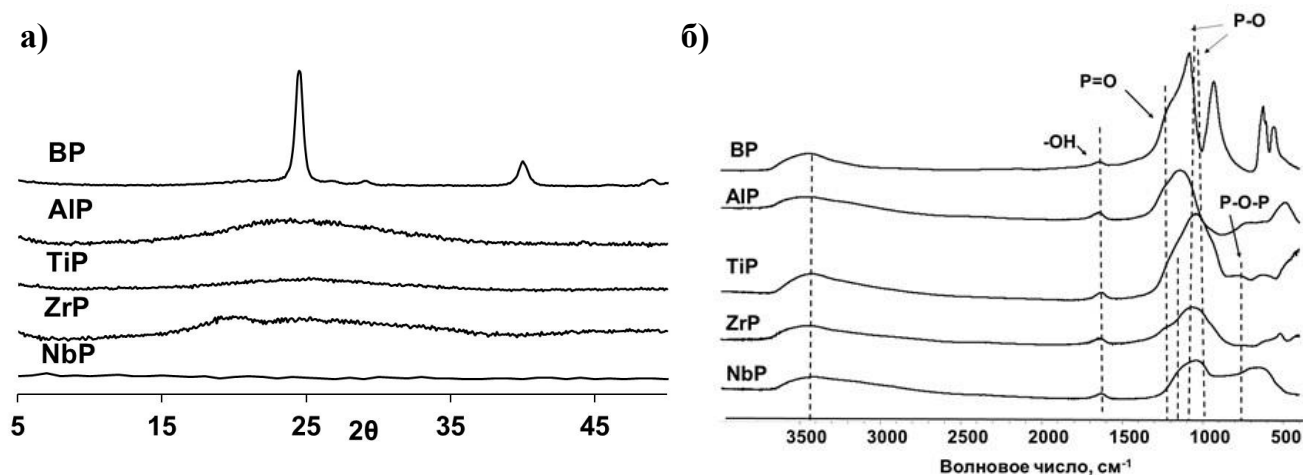 а)
BP
AlP
TiP
ZrP
NbP
5 15 25 35 45
2θ
б)
P-O
P=O
-OH
BP
AlP
P-O-P
TiP
ZrP
NbP
3500 3000 2000 1500 1000 500
Волновое число, см⁻¹